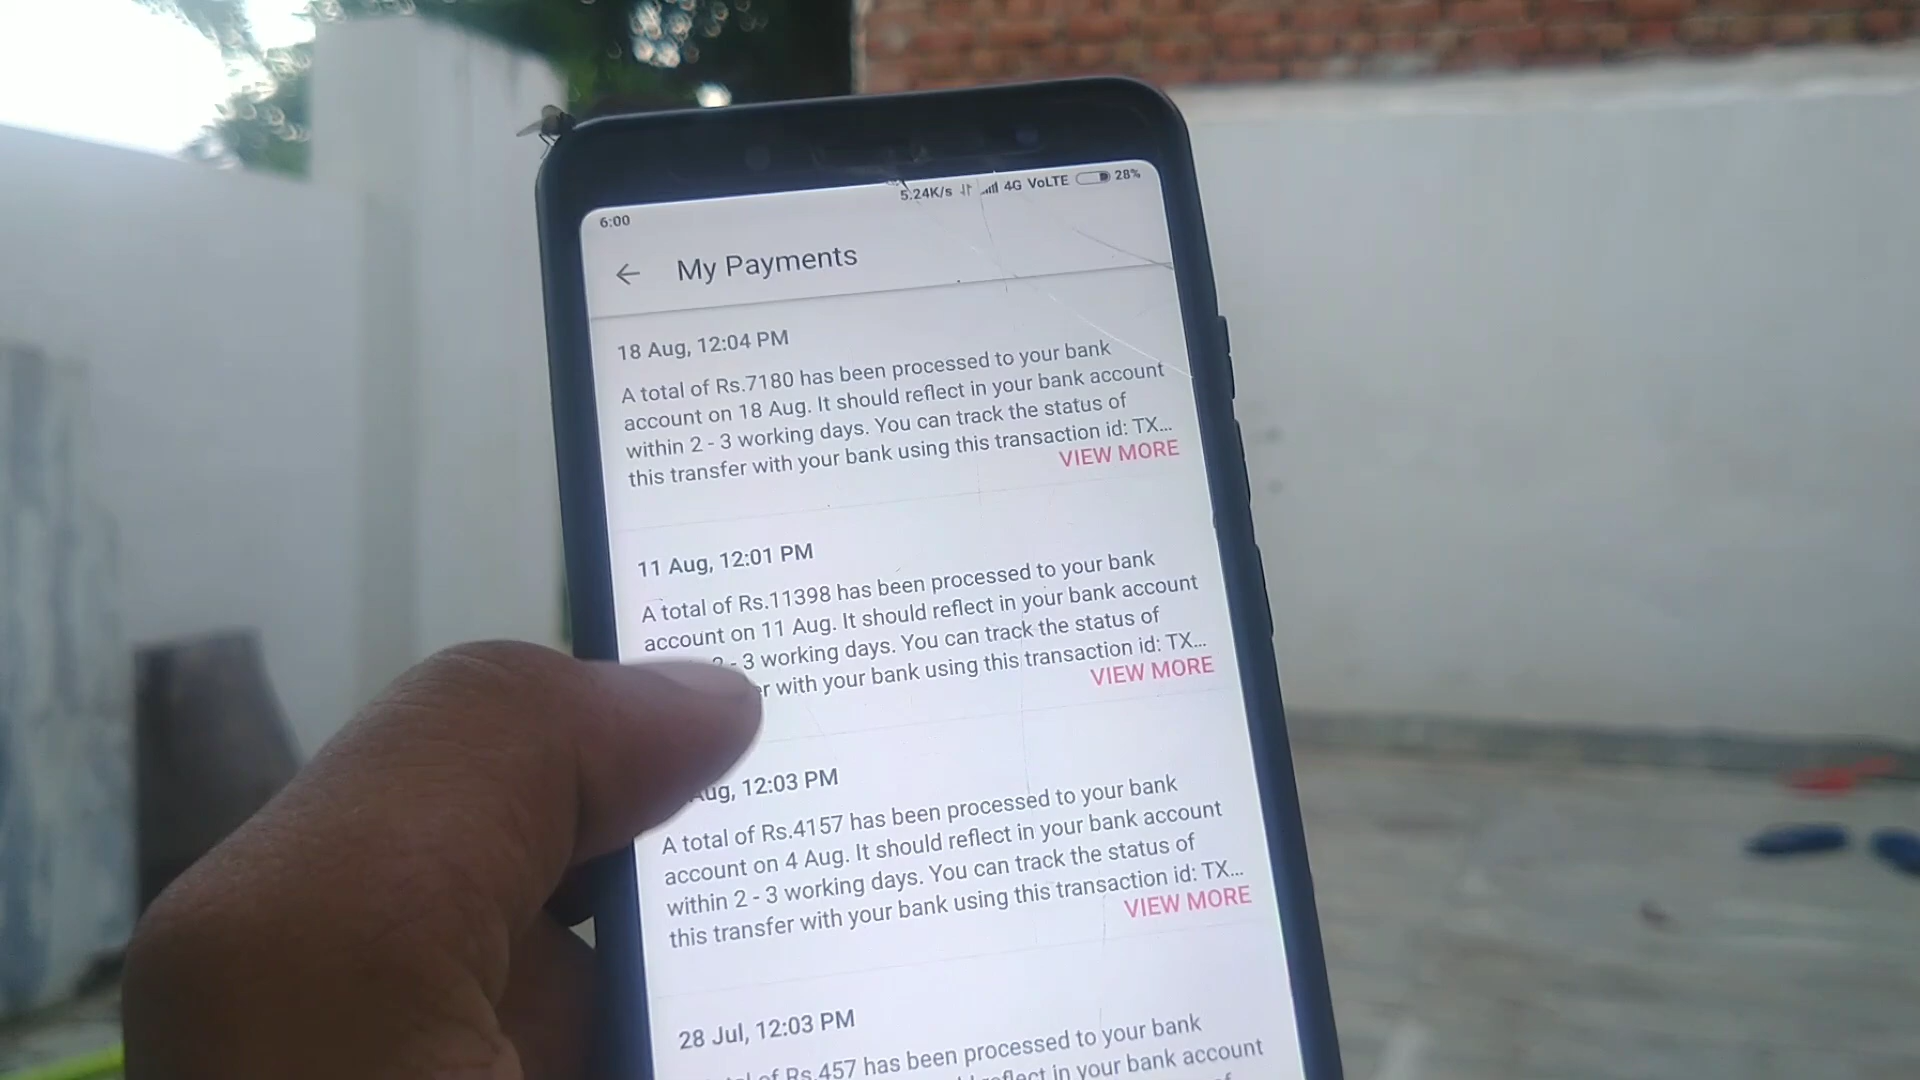 6:00 5.24K/s 4G VoLTE 28%
My Payments
18 Aug, 12:04 PM
A total of Rs.7180 has been processed to your bank
account on 18 Aug. It should reflect in your bank account
within 2 - 3 working days. You can track the status of
this transfer with your bank using this transaction id: TX...
VIEW MORE
11 Aug, 12:01 PM
A total of Rs.11398 has been processed to your bank
account on 11 Aug. It should reflect in your bank account
- 3 working days. You can track the status of
with your bank using this transaction id: TX...
VIEW MORE
Aug, 12:03 PM
A total of Rs.4157 has been processed to your bank
account on 4 Aug. It should reflect in your bank account
within 2 - 3 working days. You can track the status of
this transfer with your bank using this transaction id: TX...
VIEW MORE
28 Jul, 12:03 PM
of Rs.457 has been processed to your bank
in your bank account